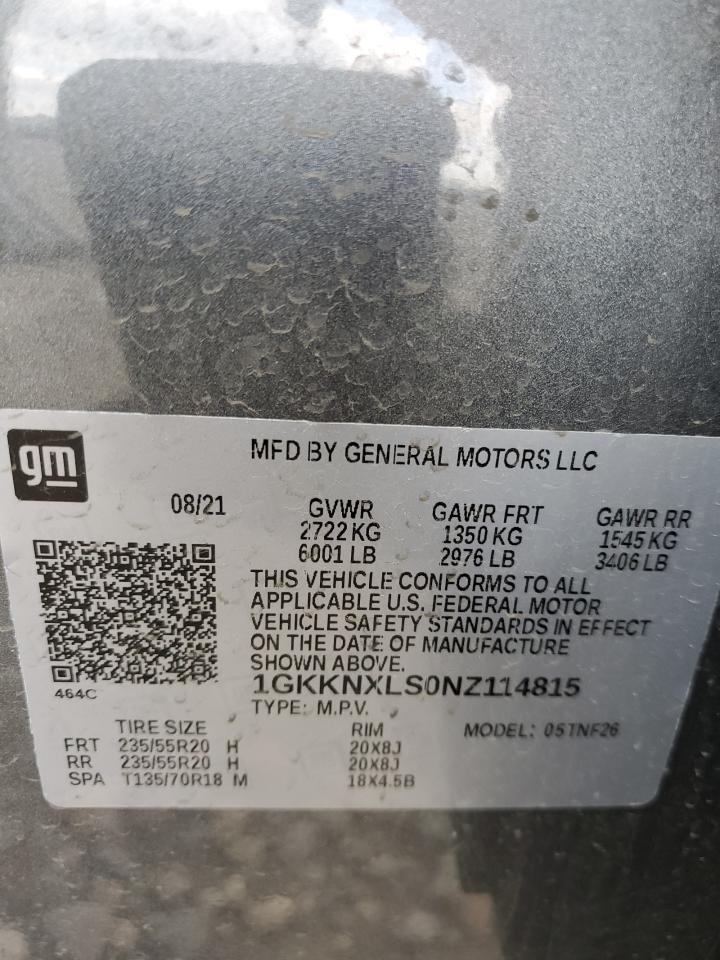 gm
MFD BY GENERAL MOTORS LLC
08/21 GVWR GAWR FRT GAWR RR
2722 KG 1350 KG 1545 KG
6001 LB 2976 LB 3406 LB
THIS VEHICLE CONFORMS TO ALL
APPLICABLE U.S. FEDERAL MOTOR
VEHICLE SAFETY STANDARDS IN EFFECT
ON THE DATE OF MANUFACTURE
SHOWN ABOVE.
464C
1GKKNXLS0NZ114815
TYPE: M.P.V.
TIRE SIZE RIM MODEL: 05TNF26
FRT 235/55R20 H 20X8J
RR 235/55R20 H 20X8J
SPA T135/70R18 M 18X4.5B